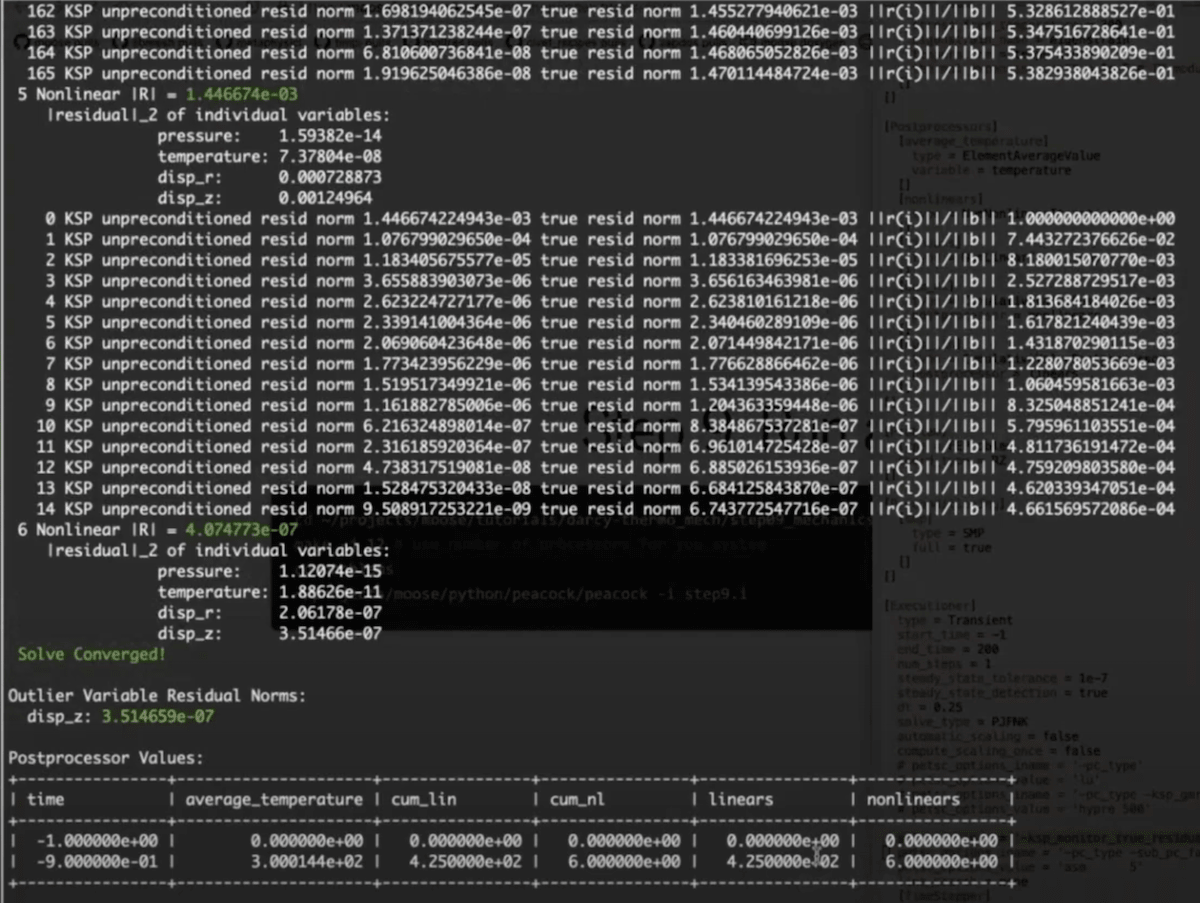 162 KSP unpreconditioned resid norm 1.698194062545e-07 true resid norm 1.455277940621e-03 ||r(i)||/||b|| 5.328612888527e-01
163 KSP unpreconditioned resid norm 1.371371238244e-07 true resid norm 1.460440699126e-03 ||r(i)||/||b|| 5.347516728641e-01
164 KSP unpreconditioned resid norm 6.810600736841e-08 true resid norm 1.468065052826e-03 ||r(i)||/||b|| 5.375433890209e-01
165 KSP unpreconditioned resid norm 1.919625046386e-08 true resid norm 1.470114484724e-03 ||r(i)||/||b|| 5.382938043826e-01
5 Nonlinear |R| = 1.446674e-03
|residual|_2 of individual variables:
pressure: 1.59382e-14
temperature: 7.37804e-08
disp_r: 0.000728873
disp_z: 0.00124964
0 KSP unpreconditioned resid norm 1.446674224943e-03 true resid norm 1.446674224943e-03 ||r(i)||/||b|| 1.000000000000e+00
1 KSP unpreconditioned resid norm 1.076799029650e-04 true resid norm 1.076799029650e-04 ||r(i)||/||b|| 7.443272376626e-02
2 KSP unpreconditioned resid norm 1.183405675577e-05 true resid norm 1.183381696253e-05 ||r(i)||/||b|| 8.180015070770e-03
3 KSP unpreconditioned resid norm 3.655883903073e-06 true resid norm 3.656163463981e-06 ||r(i)||/||b|| 2.527288729517e-03
4 KSP unpreconditioned resid norm 2.623224727177e-06 true resid norm 2.623810161218e-06 ||r(i)||/||b|| 1.813684184026e-03
5 KSP unpreconditioned resid norm 2.339141004364e-06 true resid norm 2.340460289109e-06 ||r(i)||/||b|| 1.617821240439e-03
6 KSP unpreconditioned resid norm 2.069060423648e-06 true resid norm 2.071449842171e-06 ||r(i)||/||b|| 1.431870290115e-03
7 KSP unpreconditioned resid norm 1.773423956229e-06 true resid norm 1.776628866462e-06 ||r(i)||/||b|| 1.228078053669e-03
8 KSP unpreconditioned resid norm 1.519517349921e-06 true resid norm 1.534139543386e-06 ||r(i)||/||b|| 1.060459581663e-03
9 KSP unpreconditioned resid norm 1.161882785006e-06 true resid norm 1.204363359448e-06 ||r(i)||/||b|| 8.325048851241e-04
10 KSP unpreconditioned resid norm 6.216324898014e-07 true resid norm 8.384867537281e-07 ||r(i)||/||b|| 5.795961103551e-04
11 KSP unpreconditioned resid norm 2.316185920364e-07 true resid norm 6.961014725428e-07 ||r(i)||/||b|| 4.811736191472e-04
12 KSP unpreconditioned resid norm 4.738317519081e-08 true resid norm 6.885026153936e-07 ||r(i)||/||b|| 4.759209803580e-04
13 KSP unpreconditioned resid norm 1.528475320433e-08 true resid norm 6.684125843870e-07 ||r(i)||/||b|| 4.620339347051e-04
14 KSP unpreconditioned resid norm 9.508917253221e-09 true resid norm 6.743772547716e-07 ||r(i)||/||b|| 4.661569572086e-04
6 Nonlinear |R| = 4.074773e-07
|residual|_2 of individual variables:
pressure: 1.12074e-15
temperature: 1.88626e-11
disp_r: 2.06178e-07
disp_z: 3.51466e-07
Solve Converged!
Outlier Variable Residual Norms:
disp_z: 3.514659e-07
Postprocessor Values:
| time | average_temperature | cum_lin | cum_nl | linears | nonlinears |
| -1.000000e+00 | 0.000000e+00 | 0.000000e+00 | 0.000000e+00 | 0.000000e+00 | 0.000000e+00 |
| -9.000000e-01 | 3.000144e+02 | 4.250000e+02 | 6.000000e+00 | 4.250000e+02 | 6.000000e+00 |
~/projects/moose/tutorials/darcy-thermo_mech/step9_mechanics
/moose/python/peacock/peacock -i step9.i
[]
[Postprocessors]
[average_temperature]
type = ElementAverageValue
variable = temperature
[]
[nonlinears]
type = SMP
full = true
[]
[]
[Executioner]
type = Transient
start_time = -1
end_time = 200
num_steps = 1
steady_state_tolerance = 1e-7
steady_state_detection = true
dt = 0.25
solve_type = PJFNK
automatic_scaling = false
compute_scaling_once = false
# petsc_options_iname = '-pc_type'